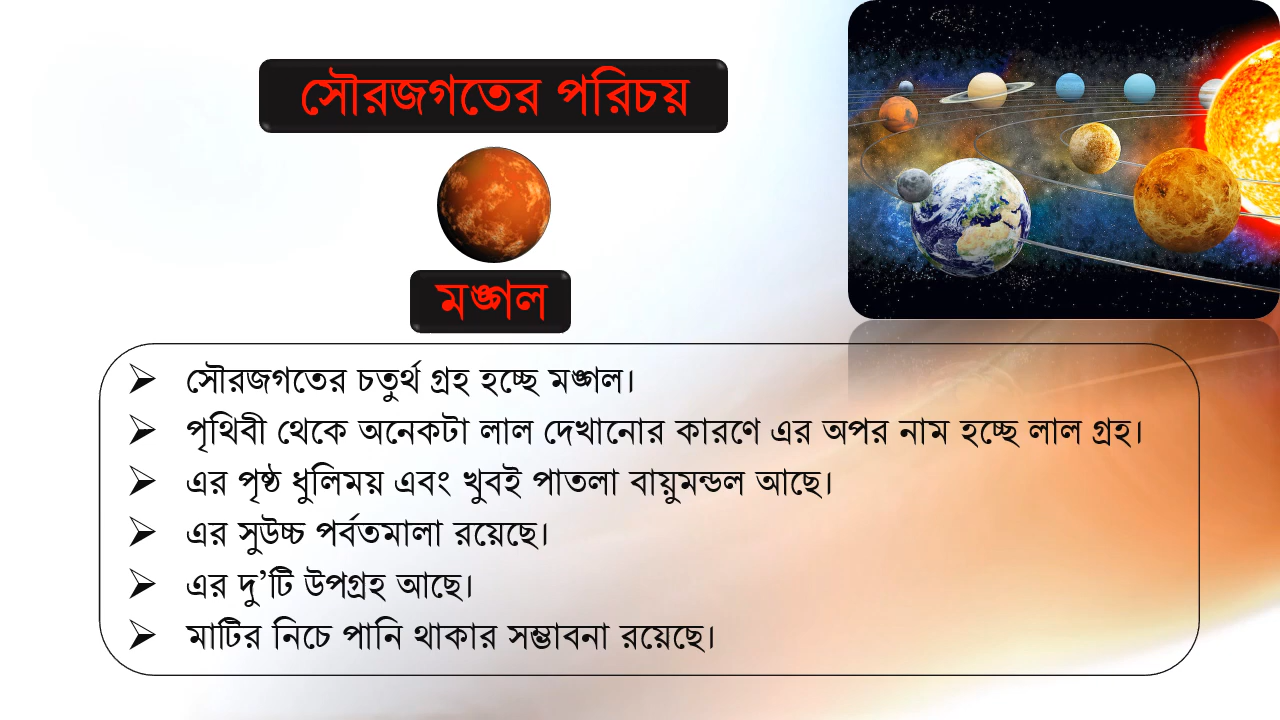 সৌরজগতের পরিচয়
মঙ্গল
➢ সৌরজগতের চতুর্থ গ্রহ হচ্ছে মঙ্গল।
➢ পৃথিবী থেকে অনেকটা লাল দেখানোর কারণে এর অপর নাম হচ্ছে লাল গ্রহ।
➢ এর পৃষ্ঠ ধুলিময় এবং খুবই পাতলা বায়ুমন্ডল আছে।
➢ এর সুউচ্চ পর্বতমালা রয়েছে।
➢ এর দু’টি উপগ্রহ আছে।
➢ মাটির নিচে পানি থাকার সম্ভাবনা রয়েছে।